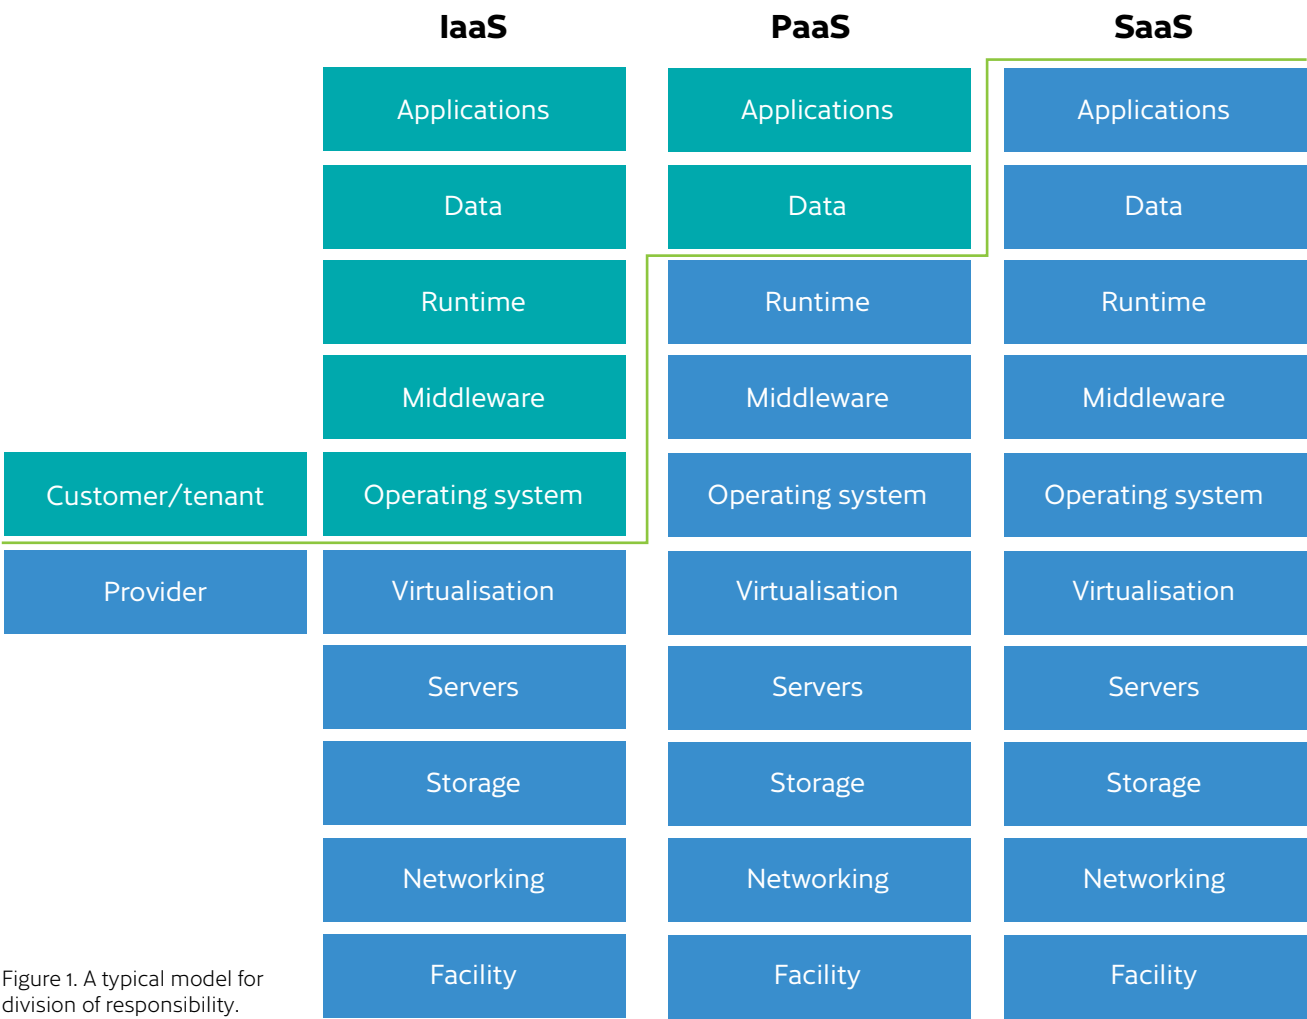 IaaS PaaS SaaS
Applications Applications Applications
Data Data Data
Runtime Runtime Runtime
Middleware Middleware Middleware
Customer/tenant Operating system Operating system Operating system
Provider Virtualisation Virtualisation Virtualisation
Servers Servers Servers
Storage Storage Storage
Networking Networking Networking
Facility Facility Facility
Figure 1. A typical model for
division of responsibility.